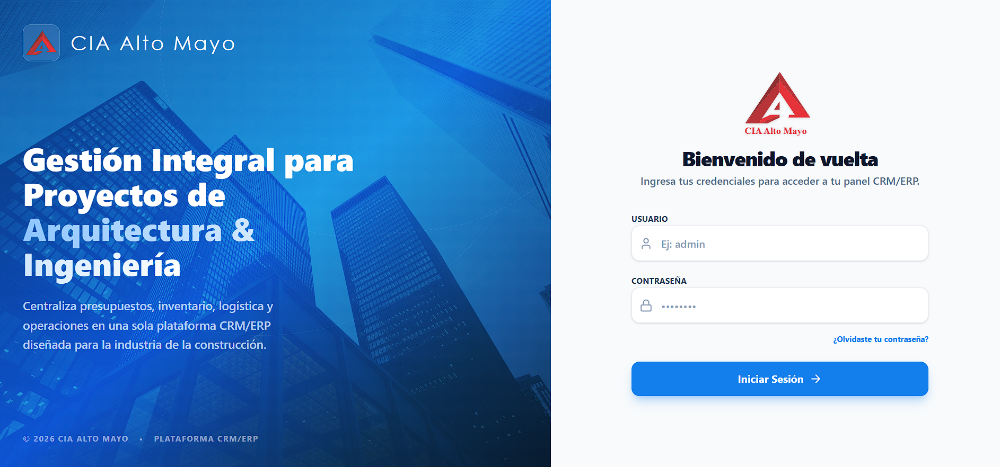 CIA Alto Mayo
Gestión Integral para
Proyectos de
Arquitectura &
Ingeniería
Centraliza presupuestos, inventario, logística y
operaciones en una sola plataforma CRM/ERP
diseñada para la industria de la construcción.
© 2026 CIA ALTO MAYO • PLATAFORMA CRM/ERP
CIA Alto Mayo
Bienvenido de vuelta
Ingresa tus credenciales para acceder a tu panel CRM/ERP.
USUARIO
Ej: admin
CONTRASEÑA
••••••••
¿Olvidaste tu contraseña?
Iniciar Sesión →